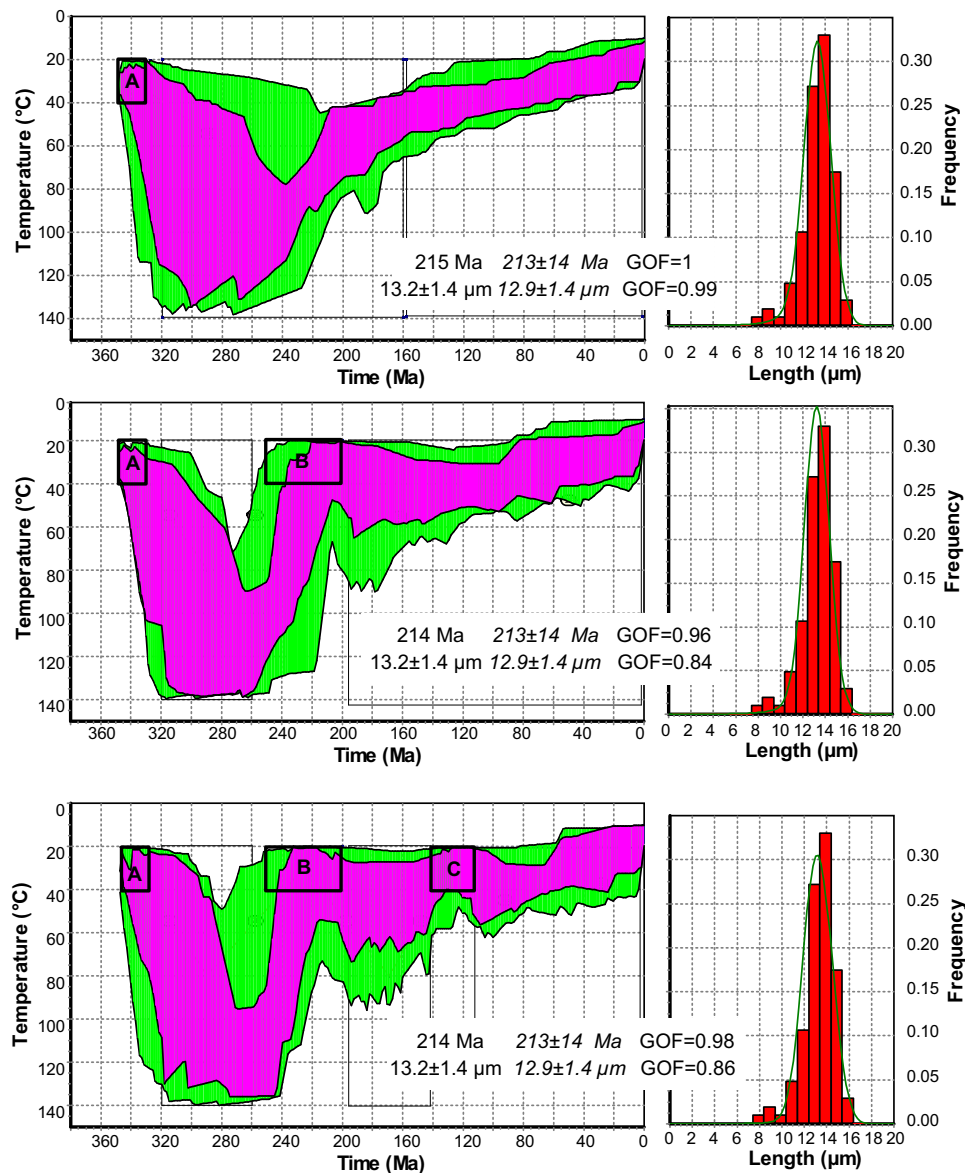 0
20
40
60
80
100
120
140
Temperature (°C)
A
215 Ma 213±14 Ma GOF=1
13.2±1.4 µm 12.9±1.4 µm GOF=0.99
360 320 280 240 200 160 120 80 40 0
Time (Ma)
0.30
0.25
0.20
0.15
0.10
0.05
0.00
Frequency
0 2 4 6 8 10 12 14 16 18 20
Length (µm)
0
20
40
60
80
100
120
140
Temperature (°C)
A
B
214 Ma 213±14 Ma GOF=0.96
13.2±1.4 µm 12.9±1.4 µm GOF=0.84
360 320 280 240 200 160 120 80 40 0
Time (Ma)
0.30
0.25
0.20
0.15
0.10
0.05
0.00
Frequency
0 2 4 6 8 10 12 14 16 18 20
Length (µm)
0
20
40
60
80
100
120
140
Temperature (°C)
A
B
C
214 Ma 213±14 Ma GOF=0.98
13.2±1.4 µm 12.9±1.4 µm GOF=0.86
360 320 280 240 200 160 120 80 40 0
Time (Ma)
0.30
0.25
0.20
0.15
0.10
0.05
0.00
Frequency
0 2 4 6 8 10 12 14 16 18 20
Length (µm)